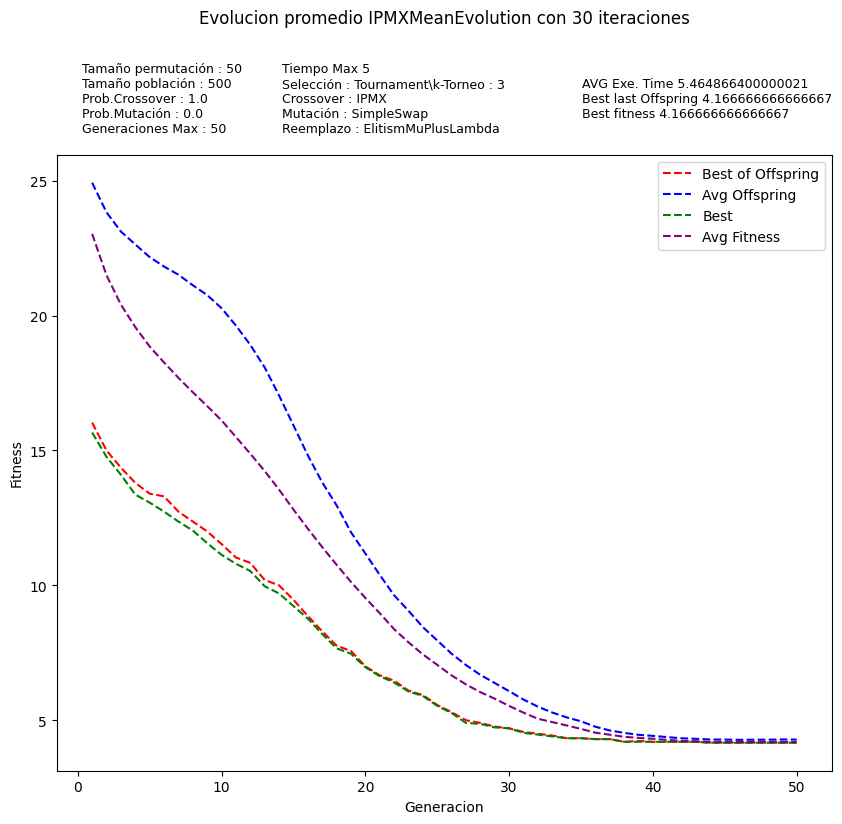 Evolucion promedio IPMXMeanEvolution con 30 iteraciones
Tamaño permutación : 50
Tamaño población : 500
Prob.Crossover : 1.0
Prob.Mutación : 0.0
Generaciones Max : 50
Tiempo Max 5
Selección : Tournament\k-Torneo : 3
Crossover : IPMX
Mutación : SimpleSwap
Reemplazo : ElitismMuPlusLambda
AVG Exe. Time 5.464866400000021
Best last Offspring 4.166666666666667
Best fitness 4.166666666666667
Best of Offspring
Avg Offspring
Best
Avg Fitness
Fitness
25
20
15
10
5
0
10
20
30
40
50
Generacion